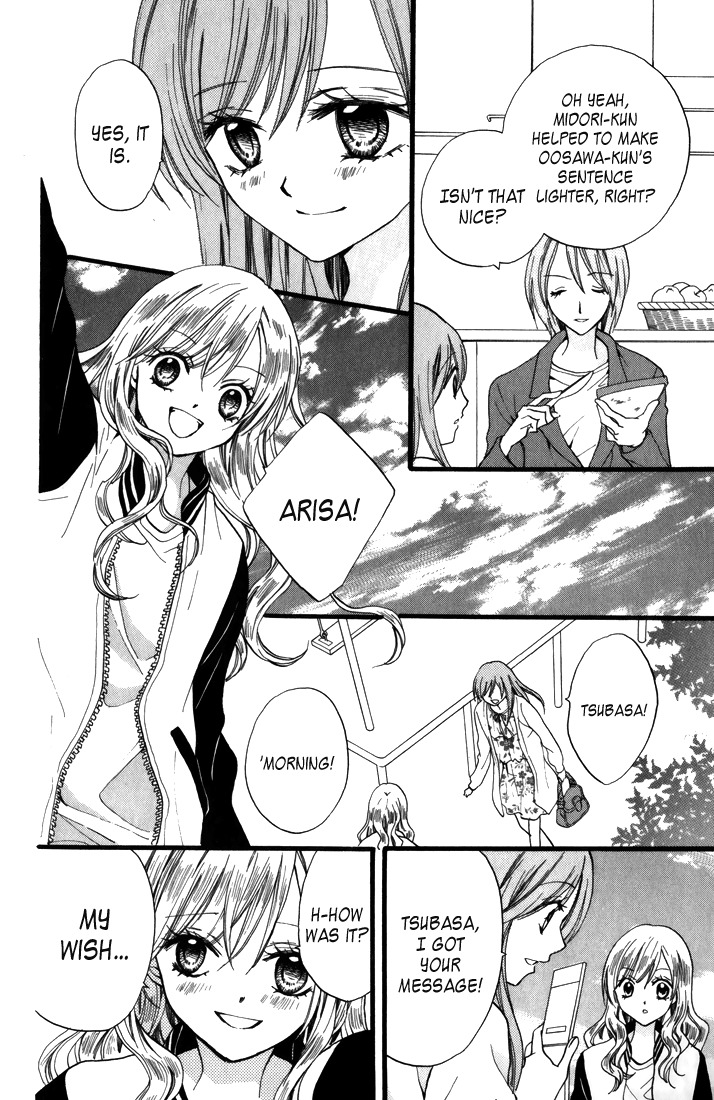 OH YEAH,
MIDORI-KUN
HELPED TO MAKE
OOSAWA-KUN'S
SENTENCE
LIGHTER, RIGHT?
ISN'T THAT
NICE?
YES, IT
IS.
ARISA!
TSUBASA!
'MORNING!
TSUBASA,
I GOT
YOUR
MESSAGE!
H-HOW
WAS IT?
MY
WISH...